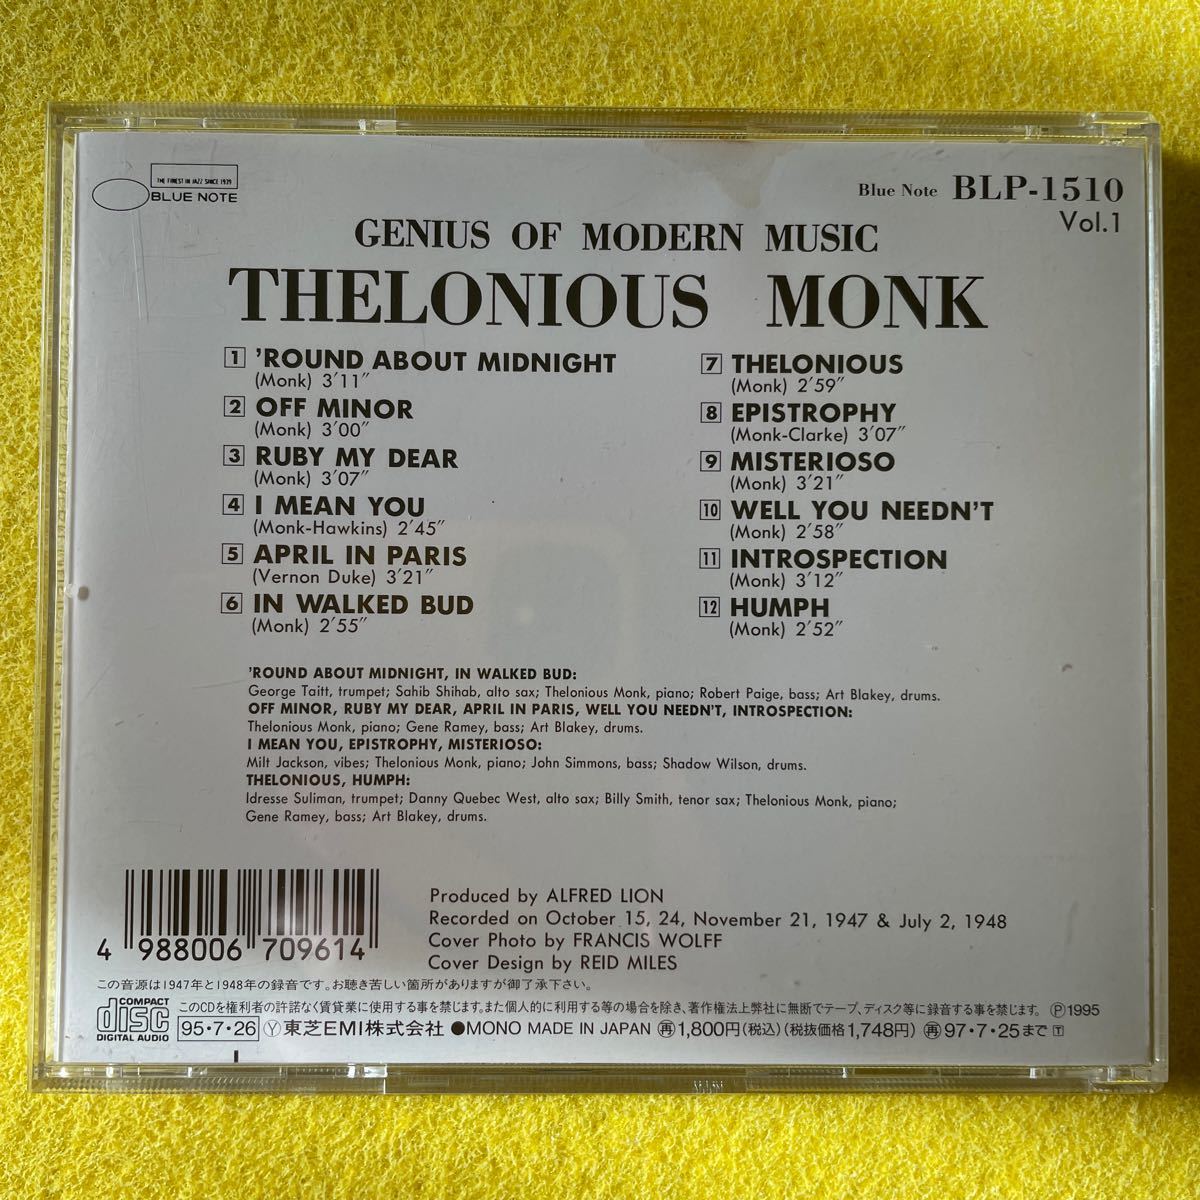 THE FINEST IN JAZZ SINCE 1939
BLUE NOTE
Blue Note BLP-1510
Vol.1
GENIUS OF MODERN MUSIC
THELONIOUS MONK
1 'ROUND ABOUT MIDNIGHT
(Monk) 3'11"
2 OFF MINOR
(Monk) 3'00"
3 RUBY MY DEAR
(Monk) 3'07"
4 I MEAN YOU
(Monk-Hawkins) 2'45"
5 APRIL IN PARIS
(Vernon Duke) 3'21"
6 IN WALKED BUD
(Monk) 2'55"
7 THELONIOUS
(Monk) 2'59"
8 EPISTROPHY
(Monk-Clarke) 3'07"
9 MISTERIOSO
(Monk) 3'21"
10 WELL YOU NEEDN'T
(Monk) 2'58"
11 INTROSPECTION
(Monk) 3'12"
12 HUMPH
(Monk) 2'52"
'ROUND ABOUT MIDNIGHT, IN WALKED BUD:
George Taitt, trumpet; Sahib Shihab, alto sax; Thelonious Monk, piano; Robert Paige, bass; Art Blakey, drums.
OFF MINOR, RUBY MY DEAR, APRIL IN PARIS, WELL YOU NEEDN'T, INTROSPECTION:
Thelonious Monk, piano; Gene Ramey, bass; Art Blakey, drums.
I MEAN YOU, EPISTROPHY, MISTERIOSO:
Milt Jackson, vibes; Thelonious Monk, piano; John Simmons, bass; Shadow Wilson, drums.
THELONIOUS, HUMPH:
Idresse Suliman, trumpet; Danny Quebec West, alto sax; Billy Smith, tenor sax; Thelonious Monk, piano;
Gene Ramey, bass; Art Blakey, drums.
4 988006 709614
Produced by ALFRED LION
Recorded on October 15, 24, November 21, 1947 & July 2, 1948
Cover Photo by FRANCIS WOLFF
Cover Design by REID MILES
この音源は1947年と1948年の録音です。お聴き苦しい箇所がありますが御了承下さい。
COMPACT disc DIGITAL AUDIO
このCDを権利者の許諾なく賃貸業に使用する事を禁じます。また個人的に利用する等の場合を除き、著作権法上弊社に無断でテープ、ディスク等に録音する事を禁じます。 Ⓟ1995
95・7・26 Ⓨ東芝EMI株式会社 ●MONO MADE IN JAPAN ㊢1,800円(税込)(税抜価格1,748円) ㊢97・7・25まで T